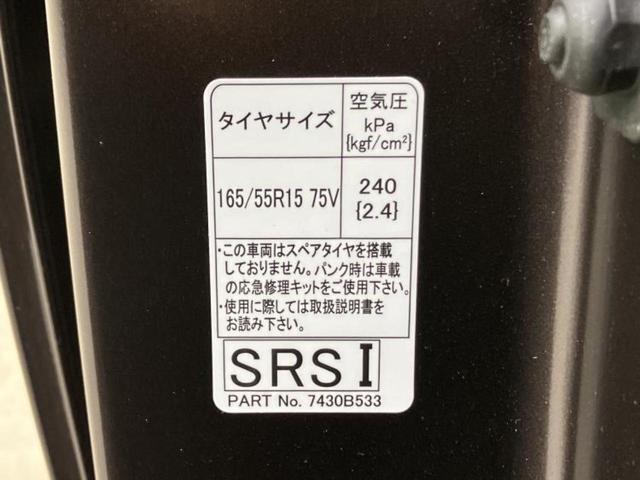 タイヤサイズ
空気圧
kPa
{kgf/cm²}
165/55R15 75V
240
{2.4}
・この車両はスペアタイヤを搭載
しておりません。パンク時は車載
の応急修理キットをご使用下さい。
・使用に際しては取扱説明書を
お読み下さい。
SRS I
PART No. 7430B533